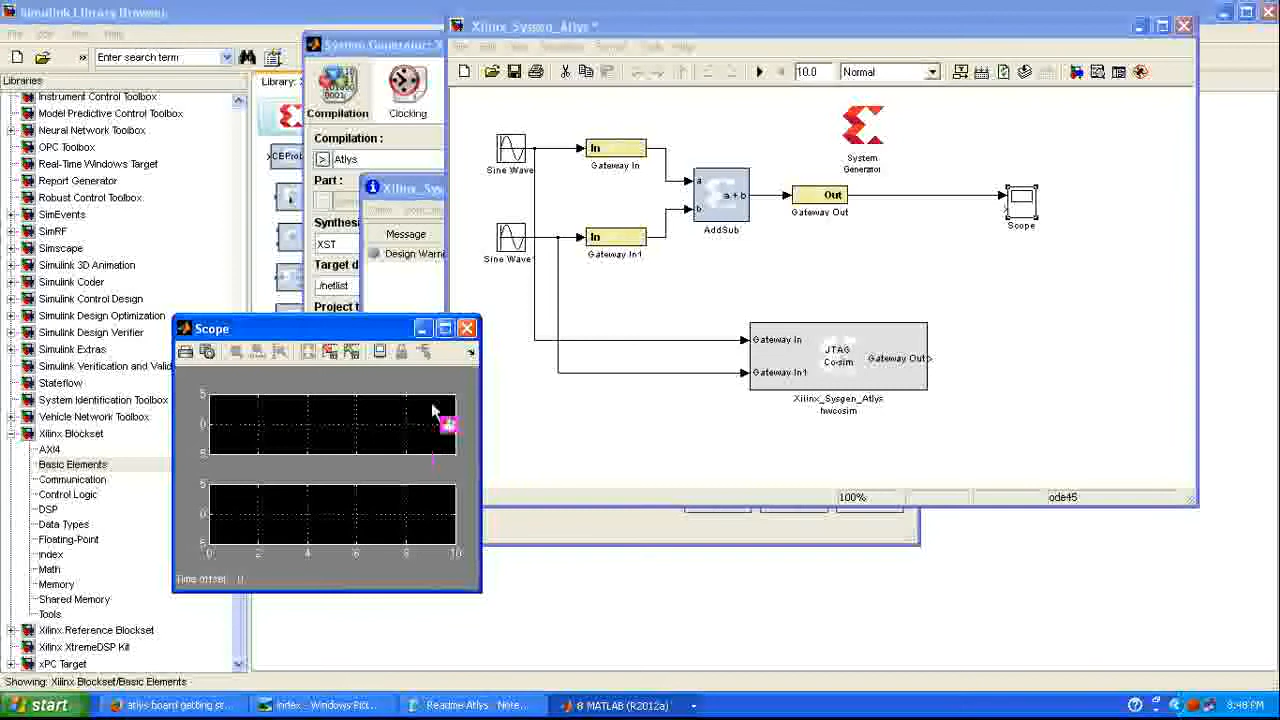 Simulink Library Browser
Enter search term
Libraries
Library: X
Instrument Control Toolbox
Model Predictive Control Toolbox
Neural Network Toolbox
OPC Toolbox
Real-Time Windows Target
Report Generator
Robust Control Toolbox
SimEvents
SimRF
Simscape
Simulink 3D Animation
Simulink Coder
Simulink Control Design
Simulink Design Optimization
Simulink Design Verifier
Simulink Extras
Simulink Verification and Valid
Stateflow
System Identification Toolbox
Vehicle Network Toolbox
Xilinx Blockset
AXI4
Basic Elements
Communication
Control Logic
DSP
Data Types
Floating-Point
Index
Math
Memory
Shared Memory
Tools
Xilinx Reference Blockset
Xilinx XtremeDSP Kit
xPC Target
Showing: Xilinx Blockset/Basic Elements
System Generator: X
Compilation
Clocking
Compilation :
> Atlys
Part :
Synthesis
XST
Target d
./netlist
Project t
Xilinx_Sys
Message
Design Warn
Xilinx_Sysgen_Atlys *
10.0
Normal
Sine Wave
In
Gateway In
Sine Wave1
In
Gateway In1
a
b
a + b
AddSub
Out
Gateway Out
System
Generator
Scope
Gateway In
Gateway In1
JTAG
Co-sim
Gateway Out
Xilinx_Sysgen_Atlys
hwcosim
100%
ode45
Scope
5
0
5
5
0
5
0 2 4 6 8 10
Time offset: 0
start
atlys board getting st...
index - Windows Pict...
Readme Atlys - Note...
8 MATLAB (R2012a)
8:48 PM